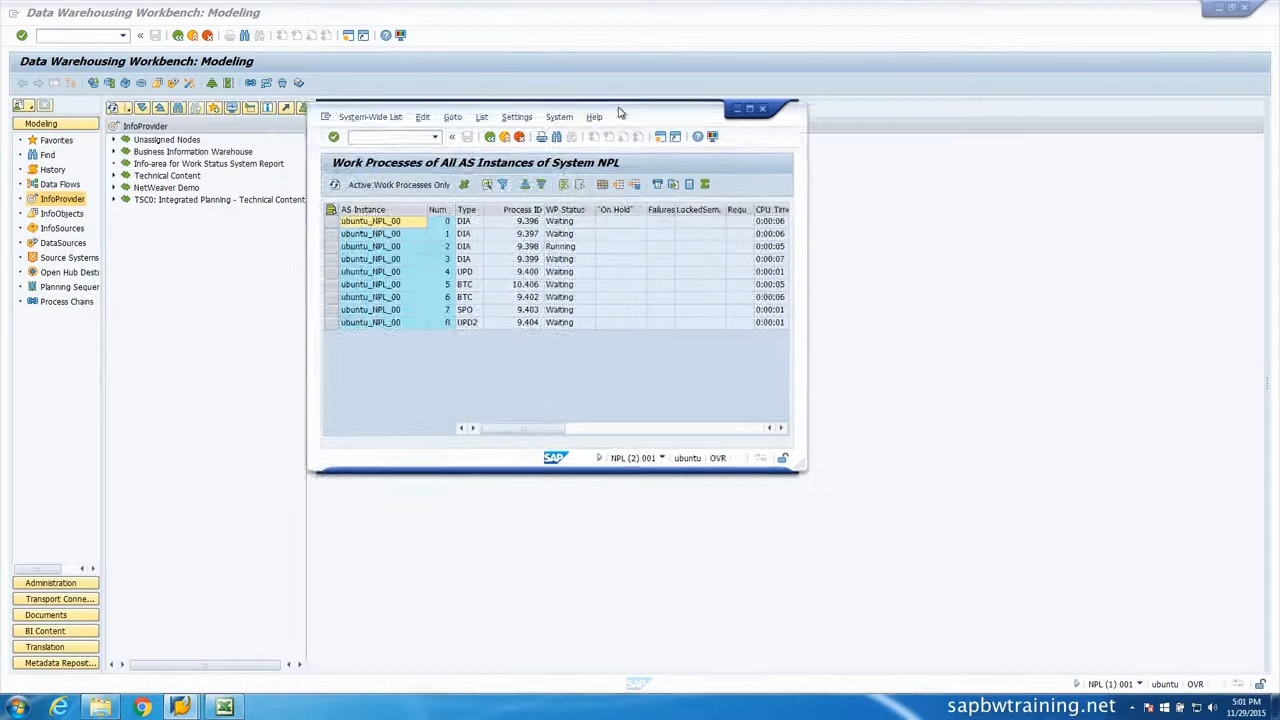 Data Warehousing Workbench: Modeling
Data Warehousing Workbench: Modeling
Modeling
Favorites
Find
History
Data Flows
InfoProvider
InfoObjects
InfoSources
DataSources
Source Systems
Open Hub Desti
Planning Sequer
Process Chains
Administration
Transport Conne...
Documents
BI Content
Translation
Metadata Reposit...
InfoProvider
Unassigned Nodes
Business Information Warehouse
Info-area for Work Status System Report
Technical Content
NetWeaver Demo
TSC0: Integrated Planning - Technical Content
System-Wide List Edit Goto List Settings System Help
Work Processes of All AS Instances of System NPL
Active Work Processes Only
AS Instance Num... Type Process ID WP Status "On Hold" Failures LockedSem. Requ CPU Time
ubuntu_NPL_00 0 DIA 9.396 Waiting 0:00:06
ubuntu_NPL_00 1 DIA 9.397 Waiting 0:00:06
ubuntu_NPL_00 2 DIA 9.398 Running 0:00:05
ubuntu_NPL_00 3 DIA 9.399 Waiting 0:00:07
ubuntu_NPL_00 4 UPD 9.400 Waiting 0:00:01
ubuntu_NPL_00 5 BTC 10.406 Waiting 0:00:05
ubuntu_NPL_00 6 BTC 9.402 Waiting 0:00:06
ubuntu_NPL_00 7 SPO 9.403 Waiting 0:00:01
ubuntu_NPL_00 8 UPD2 9.404 Waiting 0:00:01
SAP NPL (2) 001 ubuntu OVR
SAP NPL (1) 001 ubuntu OVR
sapbwtraining.net
5:01 PM
11/29/2015